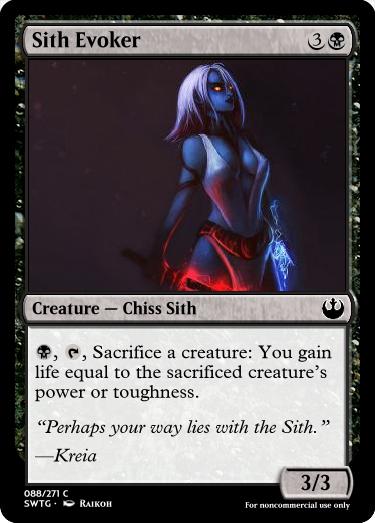 Sith Evoker 3
Creature — Chiss Sith
, , Sacrifice a creature: You gain
life equal to the sacrificed creature's
power or toughness.
“Perhaps your way lies with the Sith.”
—Kreia
3/3
088/271 C
SWTG · Raikoh
For noncommercial use only